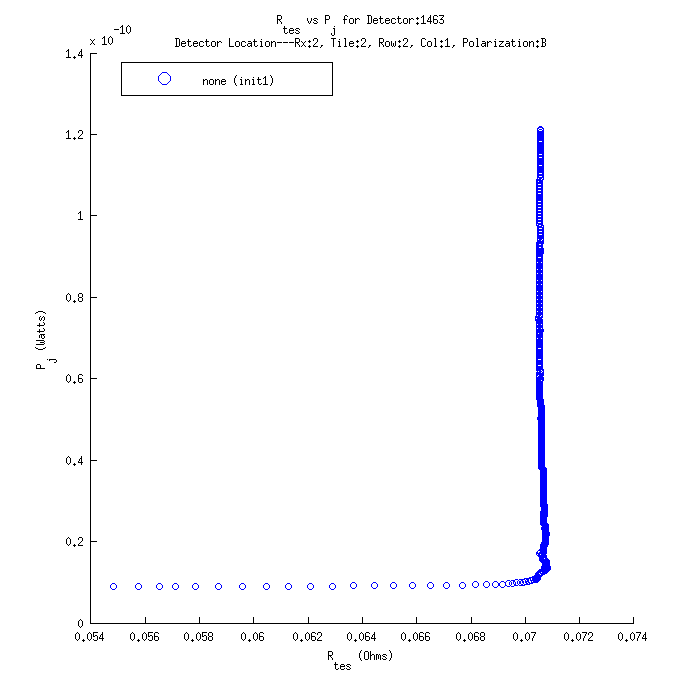 R_tes vs P_j for Detector:1463
x 10^-10
Detector Location---Rx:2, Tile:2, Row:2, Col:1, Polarization:B
none (init1)
1.4
1.2
1
0.8
0.6
0.4
0.2
0
P_j (Watts)
0.054 0.056 0.058 0.06 0.062 0.064 0.066 0.068 0.07 0.072 0.074
R_tes (Ohms)